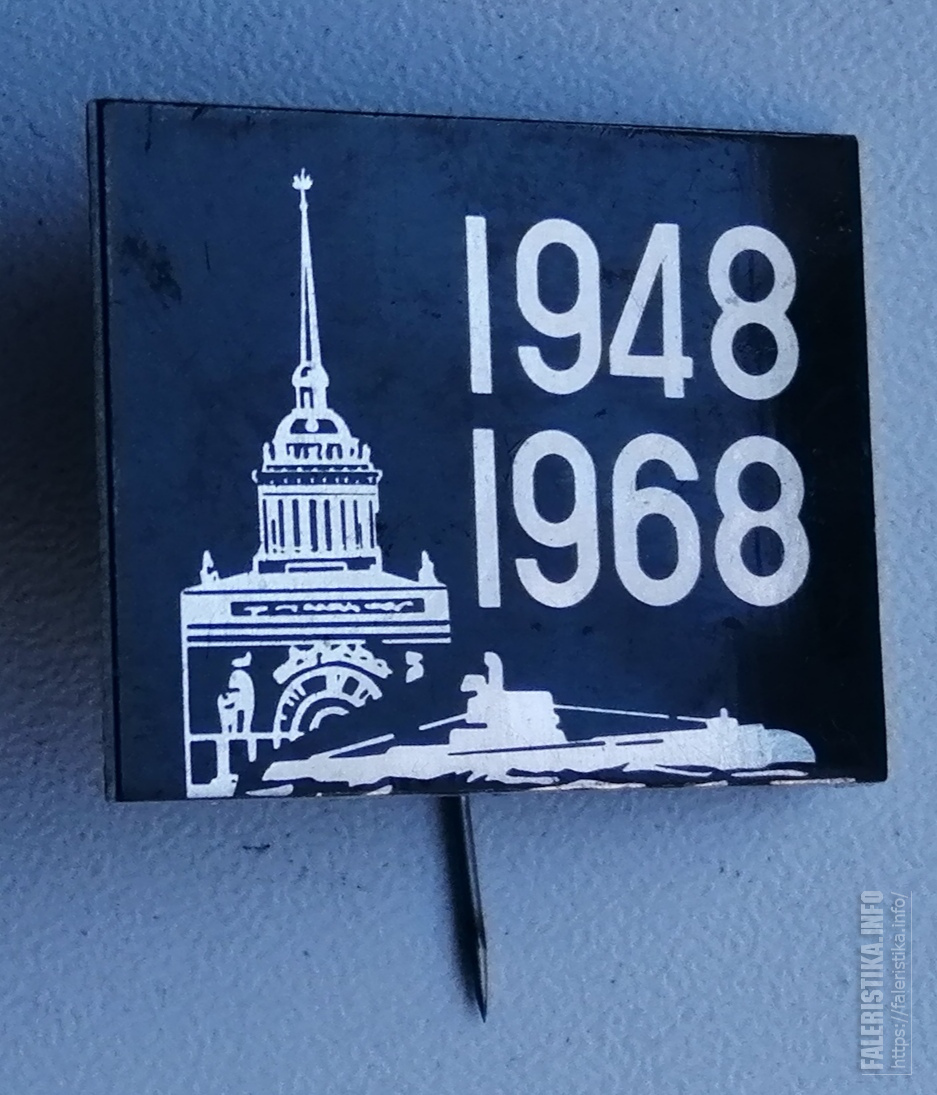 1948
1968
FALERISTIKA.INFO
https://faleristika.info/